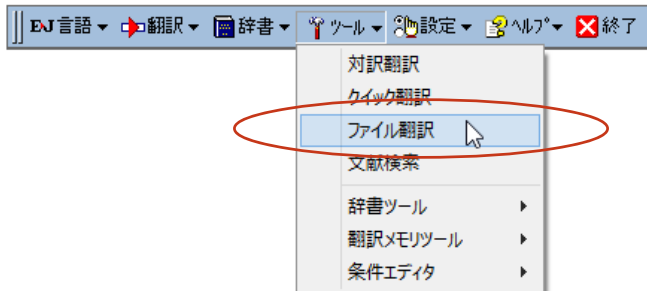 EJ 言語 ▼ 翻訳 ▼ 辞書 ▼ ツール ▼ 設定 ▼ ヘルプ ▼ 終了
対訳翻訳
クイック翻訳
ファイル翻訳
文献検索
辞書ツール
翻訳メモリツール
条件エディタ